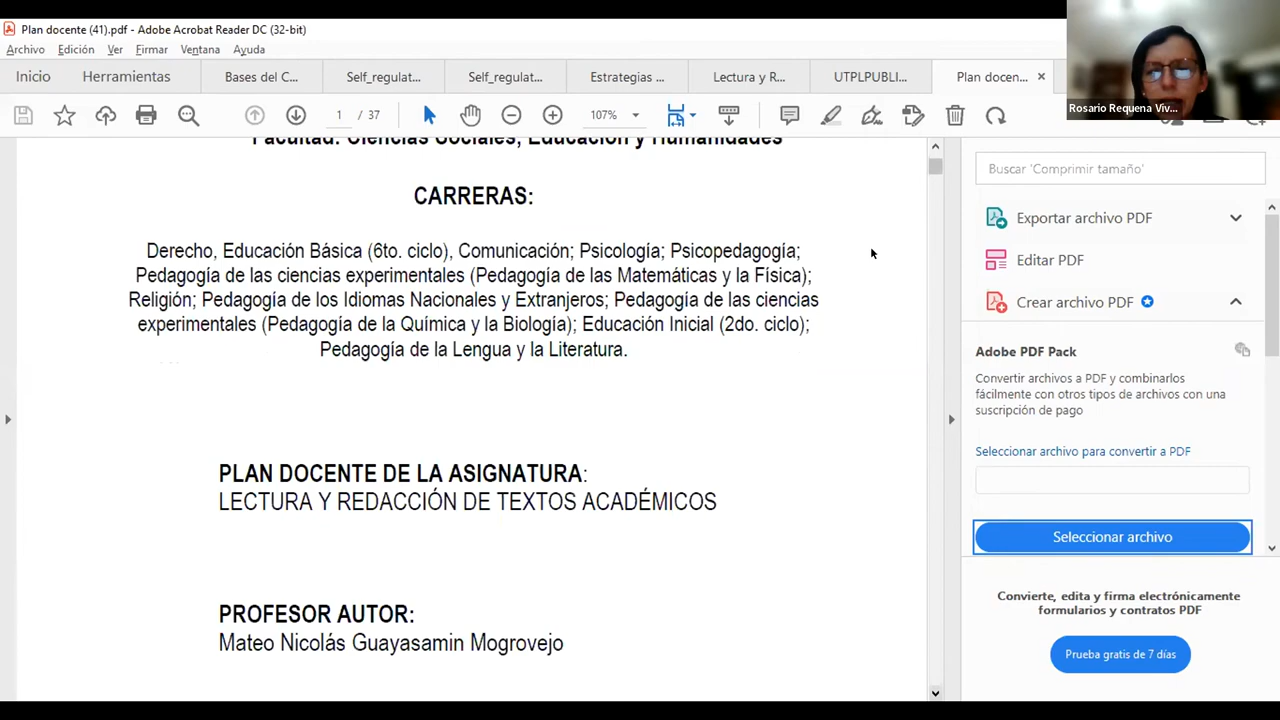 Plan docente (41).pdf - Adobe Acrobat Reader DC (32-bit)
Archivo Edición Ver Firmar Ventana Ayuda
Inicio Herramientas Bases del C... Self_regulat... Self_regulat... Estrategias ... Lectura y R... UTPLPUBLI... Plan docen... ×
1 / 37 107%
Rosario Requena Viv...
Facultad: Ciencias Sociales, Educación y Humanidades
CARRERAS:
Derecho, Educación Básica (6to. ciclo), Comunicación; Psicología; Psicopedagogía;
Pedagogía de las ciencias experimentales (Pedagogía de las Matemáticas y la Física);
Religión; Pedagogía de los Idiomas Nacionales y Extranjeros; Pedagogía de las ciencias
experimentales (Pedagogía de la Química y la Biología); Educación Inicial (2do. ciclo);
Pedagogía de la Lengua y la Literatura.
PLAN DOCENTE DE LA ASIGNATURA:
LECTURA Y REDACCIÓN DE TEXTOS ACADÉMICOS
PROFESOR AUTOR:
Mateo Nicolás Guayasamin Mogrovejo
Buscar 'Comprimir tamaño'
Exportar archivo PDF
Editar PDF
Crear archivo PDF
Adobe PDF Pack
Convertir archivos a PDF y combinarlos
fácilmente con otros tipos de archivos con una
suscripción de pago
Seleccionar archivo para convertir a PDF
Seleccionar archivo
Convierte, edita y firma electrónicamente
formularios y contratos PDF
Prueba gratis de 7 días